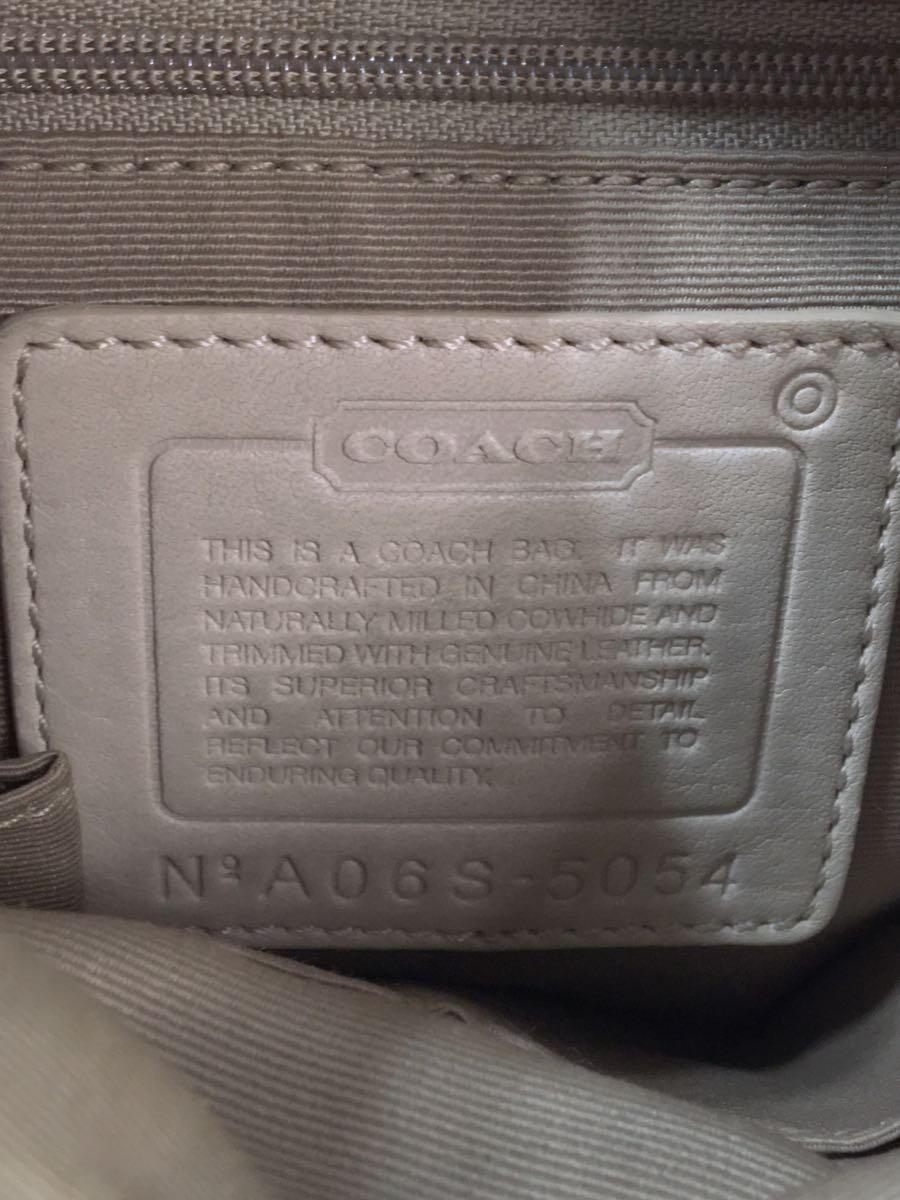 COACH
THIS IS A COACH BAG. IT WAS
HANDCRAFTED IN CHINA FROM
NATURALLY MILLED COWHIDE AND
TRIMMED WITH GENUINE LEATHER.
ITS SUPERIOR CRAFTSMANSHIP
AND ATTENTION TO DETAIL
REFLECT OUR COMMITMENT TO
ENDURING QUALITY.
Nº A06S-5054